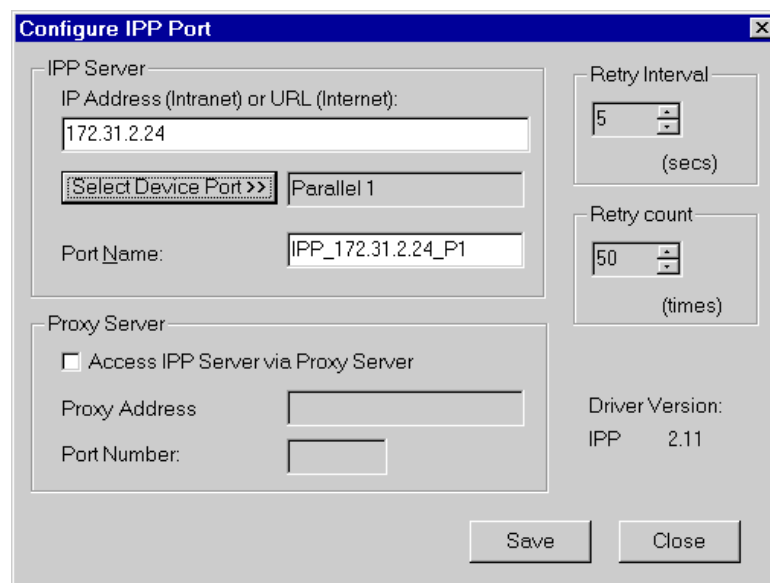 Configure IPP Port
IPP Server
IP Address (Intranet) or URL (Internet):
172.31.2.24
Select Device Port >>
Parallel 1
Port Name:
IPP_172.31.2.24_P1
Retry Interval
5
(secs)
Retry count
50
(times)
Proxy Server
Access IPP Server via Proxy Server
Proxy Address
Port Number:
Driver Version:
IPP 2.11
Save
Close